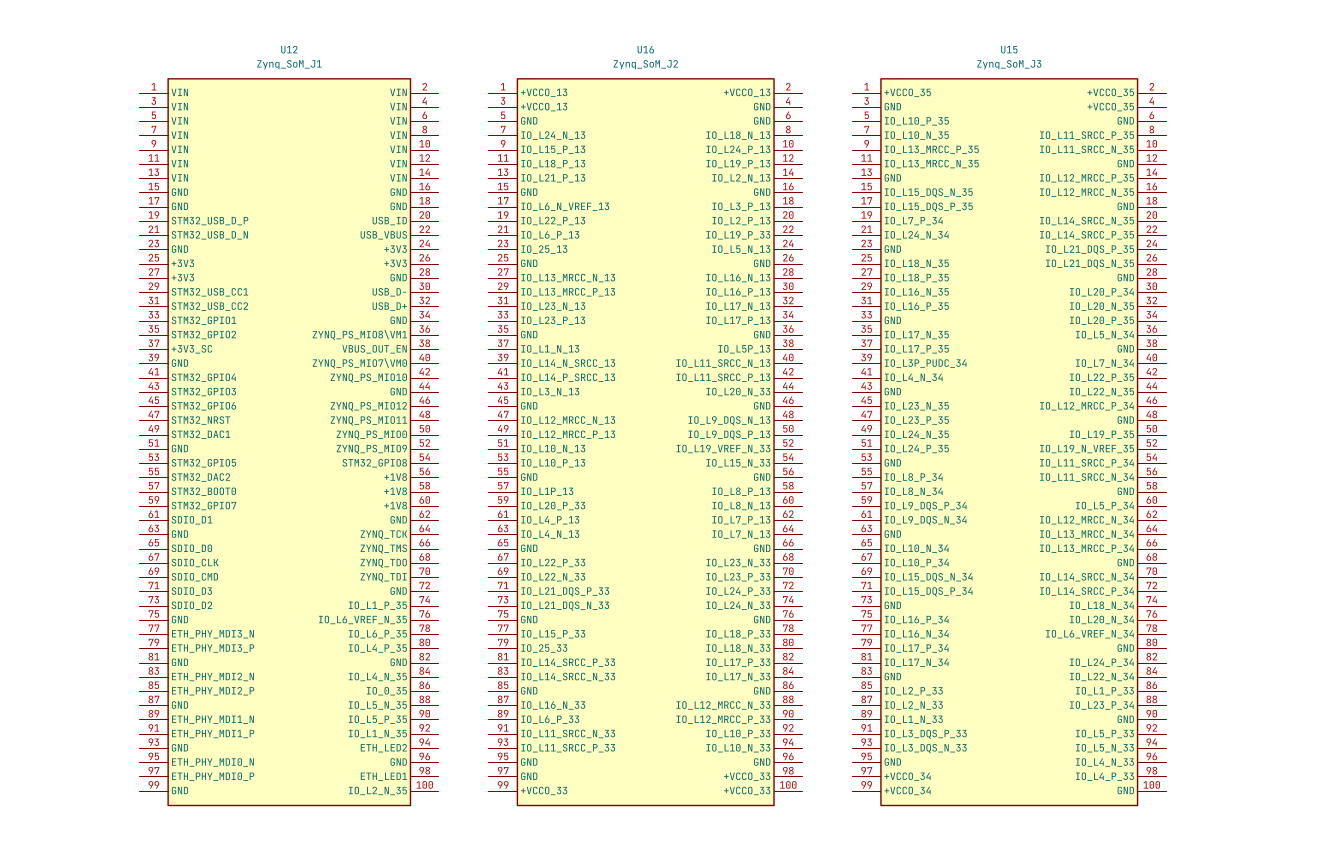 U12
Zynq_SoM_J1
1 VIN VIN 2
3 VIN VIN 4
5 VIN VIN 6
7 VIN VIN 8
9 VIN VIN 10
11 VIN VIN 12
13 VIN VIN 14
15 GND GND 16
17 GND GND 18
19 STM32_USB_D_P USB_ID 20
21 STM32_USB_D_N USB_VBUS 22
23 GND +3V3 24
25 +3V3 +3V3 26
27 +3V3 GND 28
29 STM32_USB_CC1 USB_D- 30
31 STM32_USB_CC2 USB_D+ 32
33 STM32_GPIO1 GND 34
35 STM32_GPIO2 ZYNQ_PS_MIO8\VM1 36
37 +3V3_SC VBUS_OUT_EN 38
39 GND ZYNQ_PS_MIO7\VM0 40
41 STM32_GPIO4 ZYNQ_PS_MIO10 42
43 STM32_GPIO3 GND 44
45 STM32_GPIO6 ZYNQ_PS_MIO12 46
47 STM32_NRST ZYNQ_PS_MIO11 48
49 STM32_DAC1 ZYNQ_PS_MIO0 50
51 GND ZYNQ_PS_MIO9 52
53 STM32_GPIO5 STM32_GPIO8 54
55 STM32_DAC2 +1V8 56
57 STM32_BOOT0 +1V8 58
59 STM32_GPIO7 +1V8 60
61 SDIO_D1 GND 62
63 GND ZYNQ_TCK 64
65 SDIO_D0 ZYNQ_TMS 66
67 SDIO_CLK ZYNQ_TDO 68
69 SDIO_CMD ZYNQ_TDI 70
71 SDIO_D3 GND 72
73 SDIO_D2 IO_L1_P_35 74
75 GND IO_L6_VREF_N_35 76
77 ETH_PHY_MDI3_N IO_L6_P_35 78
79 ETH_PHY_MDI3_P IO_L4_P_35 80
81 GND GND 82
83 ETH_PHY_MDI2_N IO_L4_N_35 84
85 ETH_PHY_MDI2_P IO_0_35 86
87 GND IO_L5_N_35 88
89 ETH_PHY_MDI1_N IO_L5_P_35 90
91 ETH_PHY_MDI1_P IO_L1_N_35 92
93 GND ETH_LED2 94
95 ETH_PHY_MDI0_N GND 96
97 ETH_PHY_MDI0_P ETH_LED1 98
99 GND IO_L2_N_35 100
U16
Zynq_SoM_J2
1 +VCCO_13 +VCCO_13 2
3 +VCCO_13 GND 4
5 GND GND 6
7 IO_L24_N_13 IO_L18_N_13 8
9 IO_L15_P_13 IO_L24_P_13 10
11 IO_L18_P_13 IO_L19_P_13 12
13 IO_L21_P_13 IO_L2_N_13 14
15 GND GND 16
17 IO_L6_N_VREF_13 IO_L3_P_13 18
19 IO_L22_P_13 IO_L2_P_13 20
21 IO_L6_P_13 IO_L19_P_33 22
23 IO_25_13 IO_L5_N_13 24
25 GND GND 26
27 IO_L13_MRCC_N_13 IO_L16_N_13 28
29 IO_L13_MRCC_P_13 IO_L16_P_13 30
31 IO_L23_N_13 IO_L17_N_13 32
33 IO_L23_P_13 IO_L17_P_13 34
35 GND GND 36
37 IO_L1_N_13 IO_L5P_13 38
39 IO_L14_N_SRCC_13 IO_L11_SRCC_N_13 40
41 IO_L14_P_SRCC_13 IO_L11_SRCC_P_13 42
43 IO_L3_N_13 IO_L20_N_33 44
45 GND GND 46
47 IO_L12_MRCC_N_13 IO_L9_DQS_N_13 48
49 IO_L12_MRCC_P_13 IO_L9_DQS_P_13 50
51 IO_L10_N_13 IO_L19_VREF_N_33 52
53 IO_L10_P_13 IO_L15_N_33 54
55 GND GND 56
57 IO_L1P_13 IO_L8_P_13 58
59 IO_L20_P_33 IO_L8_N_13 60
61 IO_L4_P_13 IO_L7_P_13 62
63 IO_L4_N_13 IO_L7_N_13 64
65 GND GND 66
67 IO_L22_P_33 IO_L23_N_33 68
69 IO_L22_N_33 IO_L23_P_33 70
71 IO_L21_DQS_P_33 IO_L24_P_33 72
73 IO_L21_DQS_N_33 IO_L24_N_33 74
75 GND GND 76
77 IO_L15_P_33 IO_L18_P_33 78
79 IO_25_33 IO_L18_N_33 80
81 IO_L14_SRCC_P_33 IO_L17_P_33 82
83 IO_L14_SRCC_N_33 IO_L17_N_33 84
85 GND GND 86
87 IO_L16_N_33 IO_L12_MRCC_N_33 88
89 IO_L6_P_33 IO_L12_MRCC_P_33 90
91 IO_L11_SRCC_N_33 IO_L10_P_33 92
93 IO_L11_SRCC_P_33 IO_L10_N_33 94
95 GND GND 96
97 GND +VCCO_33 98
99 +VCCO_33 +VCCO_33 100
U15
Zynq_SoM_J3
1 +VCCO_35 +VCCO_35 2
3 GND +VCCO_35 4
5 IO_L10_P_35 GND 6
7 IO_L10_N_35 IO_L11_SRCC_P_35 8
9 IO_L13_MRCC_P_35 IO_L11_SRCC_N_35 10
11 IO_L13_MRCC_N_35 GND 12
13 GND IO_L12_MRCC_P_35 14
15 IO_L15_DQS_N_35 IO_L12_MRCC_N_35 16
17 IO_L15_DQS_P_35 GND 18
19 IO_L7_P_34 IO_L14_SRCC_N_35 20
21 IO_L24_N_34 IO_L14_SRCC_P_35 22
23 GND IO_L21_DQS_P_35 24
25 IO_L18_N_35 IO_L21_DQS_N_35 26
27 IO_L18_P_35 GND 28
29 IO_L16_N_35 IO_L20_P_34 30
31 IO_L16_P_35 IO_L20_N_35 32
33 GND IO_L20_P_35 34
35 IO_L17_N_35 IO_L5_N_34 36
37 IO_L17_P_35 GND 38
39 IO_L3P_PUDC_34 IO_L7_N_34 40
41 IO_L4_N_34 IO_L22_P_35 42
43 GND IO_L22_N_35 44
45 IO_L23_N_35 IO_L12_MRCC_P_34 46
47 IO_L23_P_35 GND 48
49 IO_L24_N_35 IO_L19_P_35 50
51 IO_L24_P_35 IO_L19_N_VREF_35 52
53 GND IO_L11_SRCC_P_34 54
55 IO_L8_P_34 IO_L11_SRCC_N_34 56
57 IO_L8_N_34 GND 58
59 IO_L9_DQS_P_34 IO_L5_P_34 60
61 IO_L9_DQS_N_34 IO_L12_MRCC_N_34 62
63 GND IO_L13_MRCC_N_34 64
65 IO_L10_N_34 IO_L13_MRCC_P_34 66
67 IO_L10_P_34 GND 68
69 IO_L15_DQS_N_34 IO_L14_SRCC_N_34 70
71 IO_L15_DQS_P_34 IO_L14_SRCC_P_34 72
73 GND IO_L18_N_34 74
75 IO_L16_P_34 IO_L20_N_34 76
77 IO_L16_N_34 IO_L6_VREF_N_34 78
79 IO_L17_P_34 GND 80
81 IO_L17_N_34 IO_L24_P_34 82
83 GND IO_L22_N_34 84
85 IO_L2_P_33 IO_L1_P_33 86
87 IO_L2_N_33 IO_L23_P_34 88
89 IO_L1_N_33 GND 90
91 IO_L3_DQS_P_33 IO_L5_P_33 92
93 IO_L3_DQS_N_33 IO_L5_N_33 94
95 GND IO_L4_N_33 96
97 +VCCO_34 IO_L4_P_33 98
99 +VCCO_34 GND 100